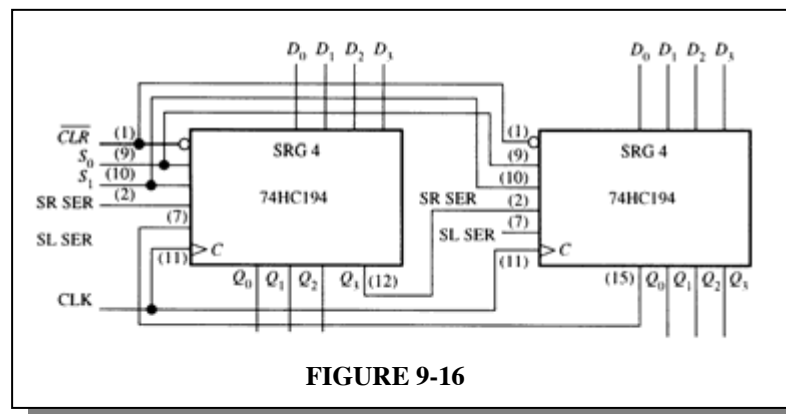 D0 D1 D2 D3 D0 D1 D2 D3
CLR (1) (1)
S0 (9) SRG 4 (9) SRG 4
S1 (10) (10)
SR SER (2) 74HC194 SR SER (2) 74HC194
(7) (7)
SL SER SL SER
(11) C (11) C
Q0 Q1 Q2 Q3 (12) (15) Q0 Q1 Q2 Q3
CLK
FIGURE 9-16